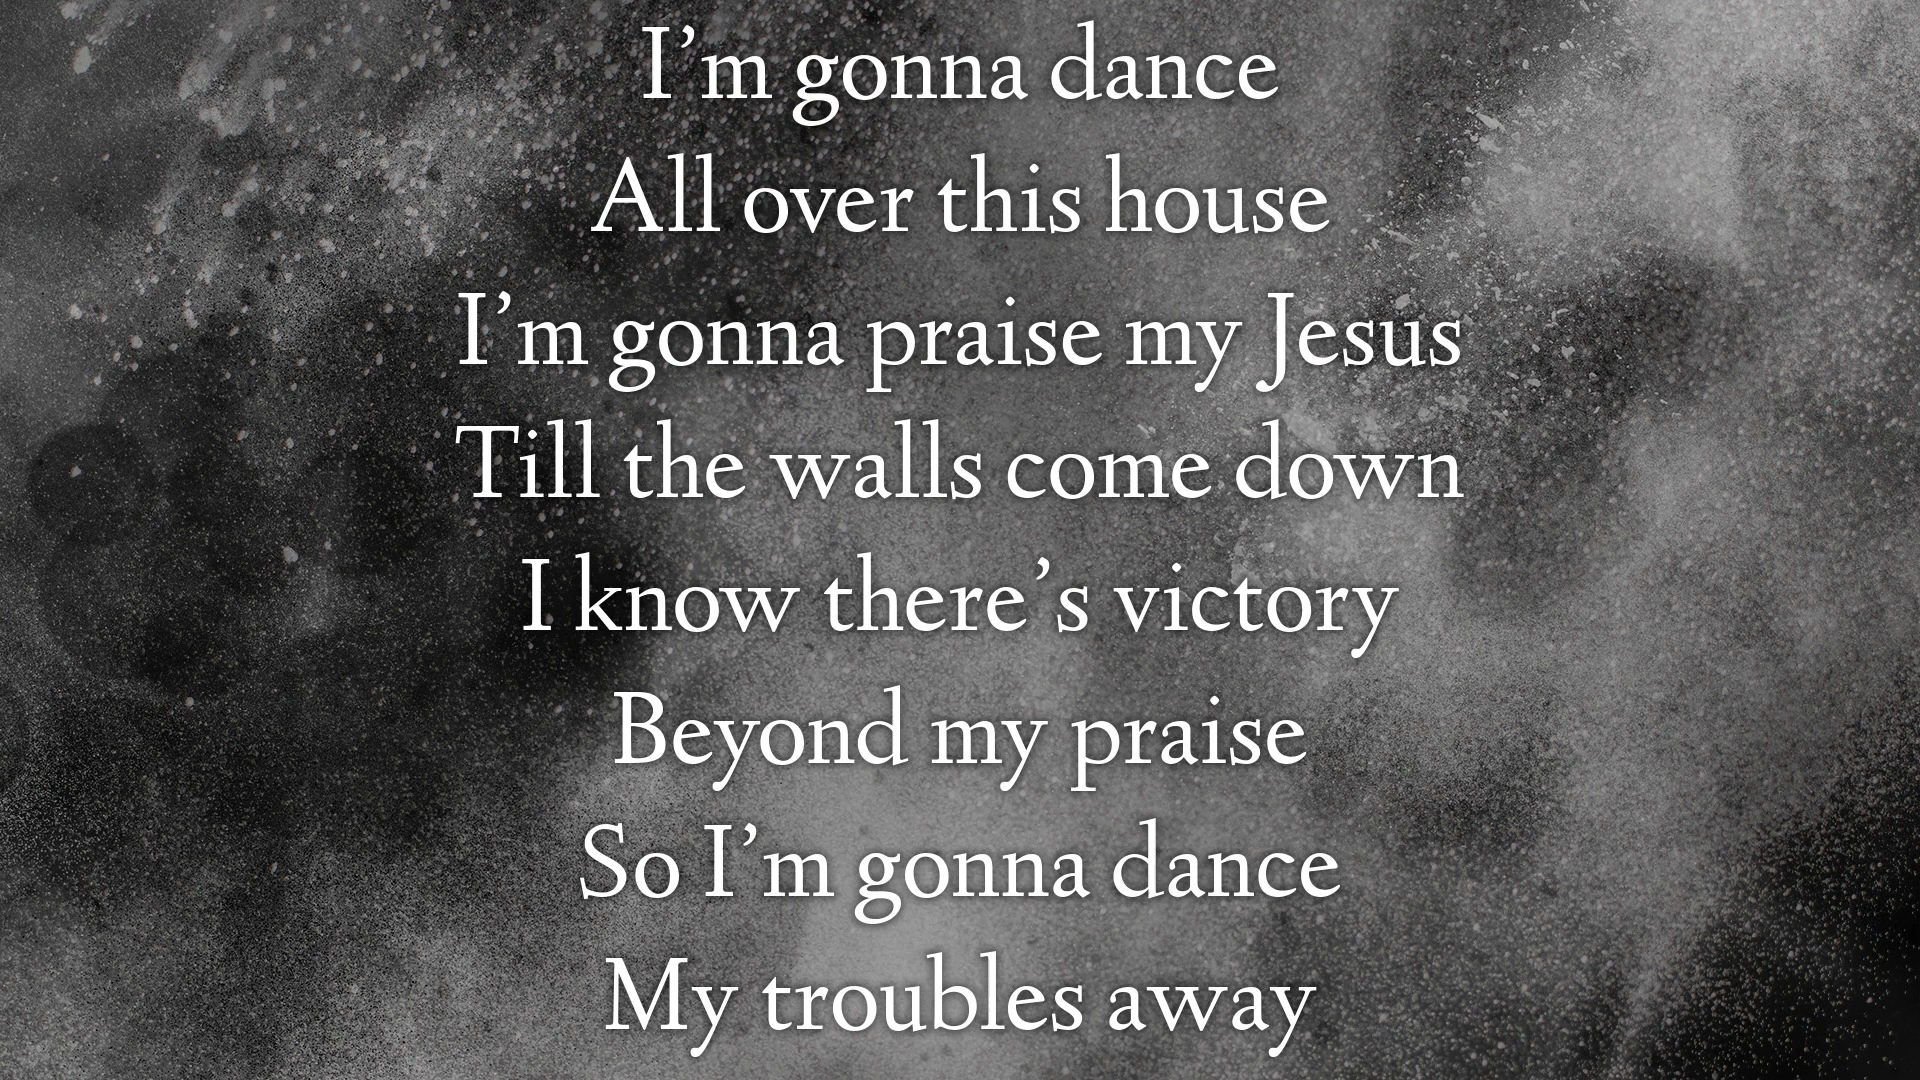 I’m gonna dance
All over this house
I’m gonna praise my Jesus
Till the walls come down
I know there’s victory
Beyond my praise
So I’m gonna dance
My troubles away